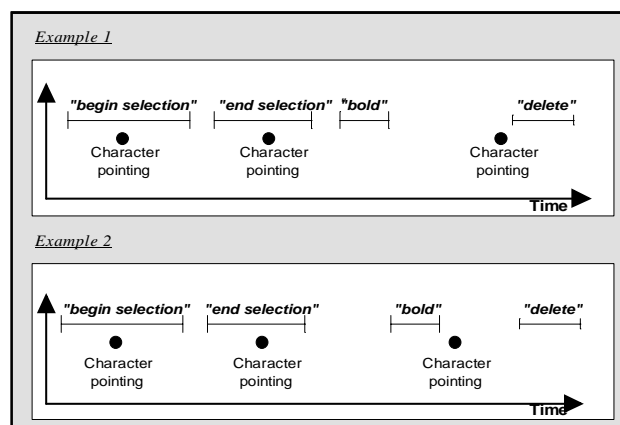 Example 1
"begin selection" "end selection" "bold" "delete"
Character pointing Character pointing Character pointing
Time
Example 2
"begin selection" "end selection" "bold" "delete"
Character pointing Character pointing Character pointing
Time